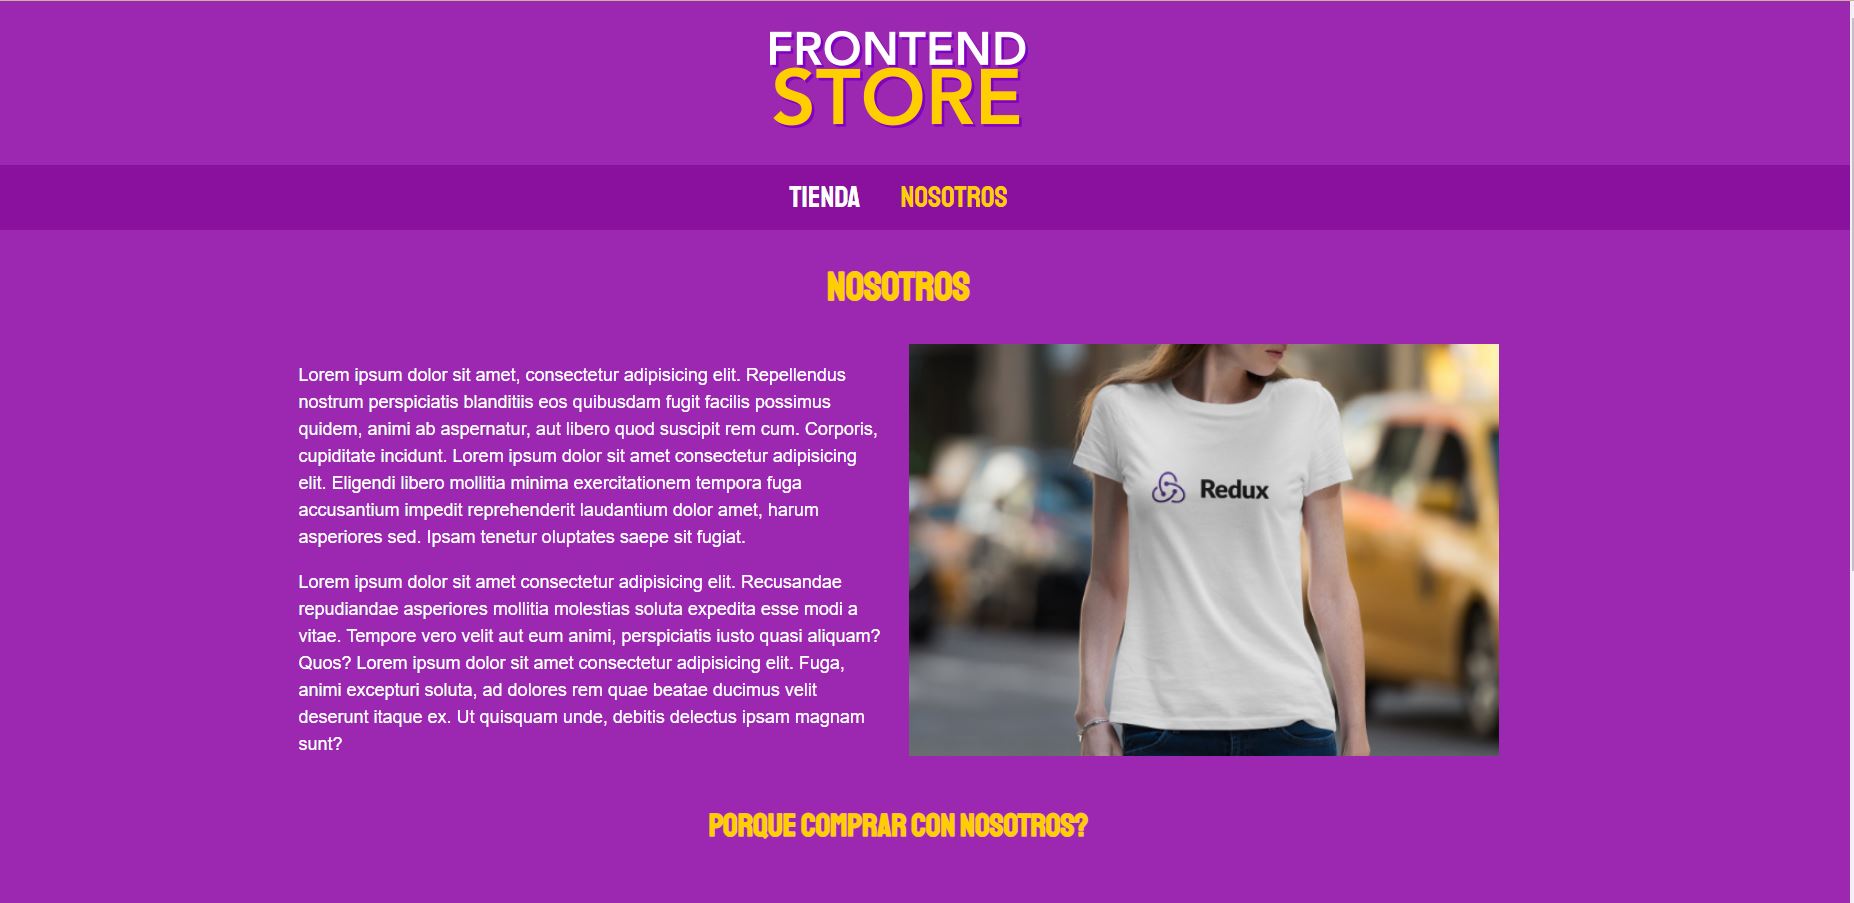 FRONTEND
STORE
TIENDA NOSOTROS
NOSOTROS
Lorem ipsum dolor sit amet, consectetur adipisicing elit. Repellendus
nostrum perspiciatis blanditiis eos quibusdam fugit facilis possimus
quidem, animi ab aspernatur, aut libero quod suscipit rem cum. Corporis,
cupiditate incidunt. Lorem ipsum dolor sit amet consectetur adipisicing
elit. Eligendi libero mollitia minima exercitationem tempora fuga
accusantium impedit reprehenderit laudantium dolor amet, harum
asperiores sed. Ipsam tenetur oluptates saepe sit fugiat.
Lorem ipsum dolor sit amet consectetur adipisicing elit. Recusandae
repudiandae asperiores mollitia molestias soluta expedita esse modi a
vitae. Tempore vero velit aut eum animi, perspiciatis iusto quasi aliquam?
Quos? Lorem ipsum dolor sit amet consectetur adipisicing elit. Fuga,
animi excepturi soluta, ad dolores rem quae beatae ducimus velit
deserunt itaque ex. Ut quisquam unde, debitis delectus ipsam magnam
sunt?
Redux
PORQUE COMPRAR CON NOSOTROS?